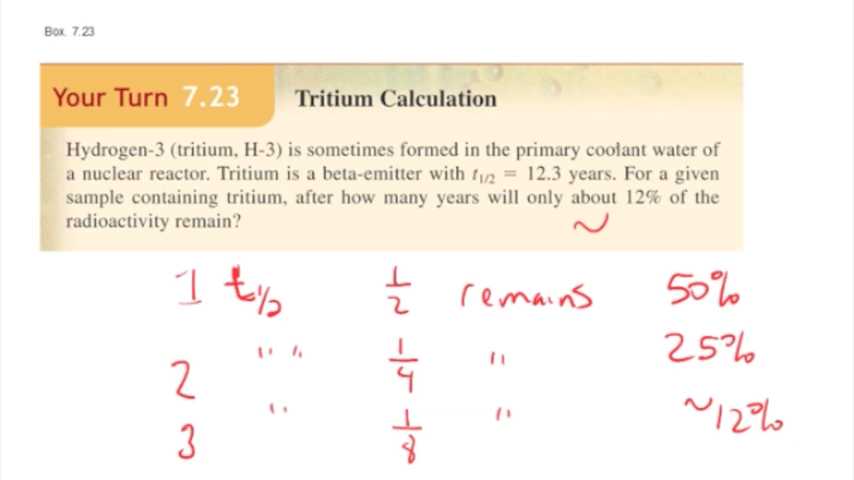 Box. 7.23
Your Turn 7.23 Tritium Calculation
Hydrogen-3 (tritium, H-3) is sometimes formed in the primary coolant water of
a nuclear reactor. Tritium is a beta-emitter with t1/2 = 12.3 years. For a given
sample containing tritium, after how many years will only about 12% of the
radioactivity remain?
~
1 t1/2 1/2 remains 50%
2 " " 1/4 " 25%
3 " 1/8 " ~12%